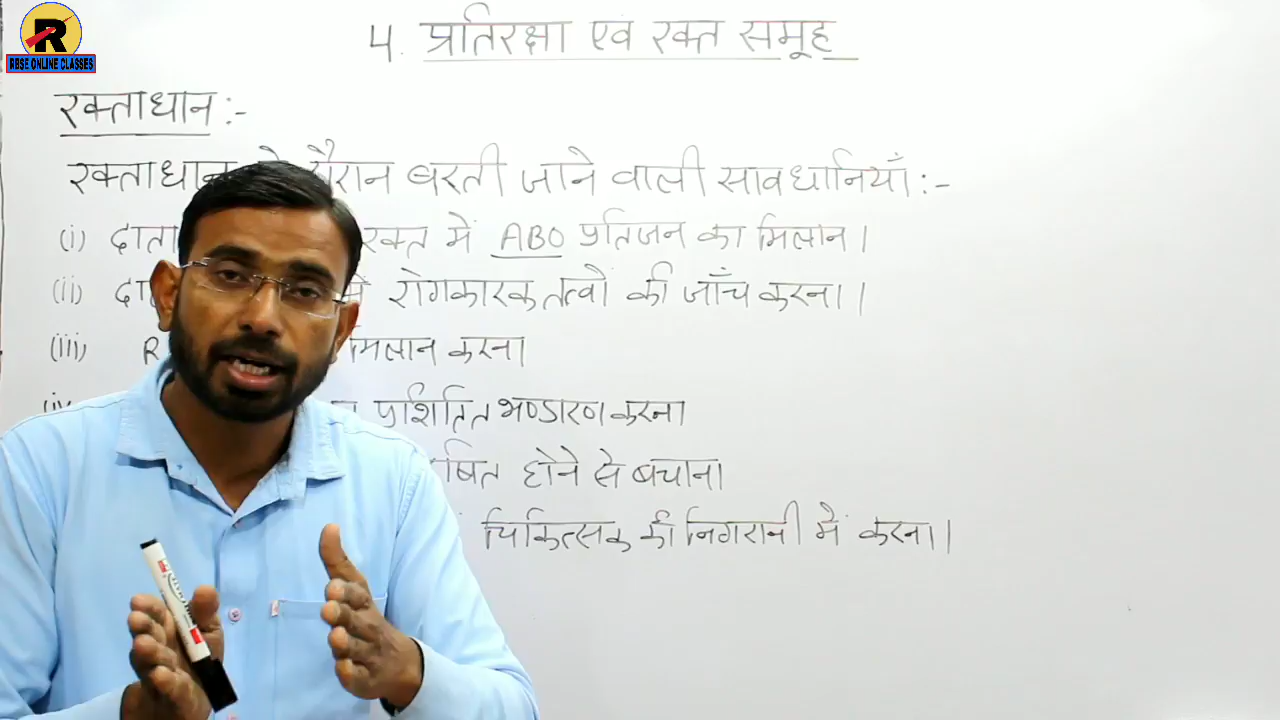 R
RBSE ONLINE CLASSES
4. प्रतिरक्षा एवं रक्त समूह
रक्ताधान :-
रक्ताधान दौरान बरती जाने वाली सावधानियाँ :-
(i) दाता रक्त में ABO प्रतिजन का मिलान।
(ii) में रोगकारक तत्वों की जाँच करना।
(iii) R मिलान करना
प्रशितित भण्डारण करना
होने से बचाना
चिकित्सक की निगरानी में करना।